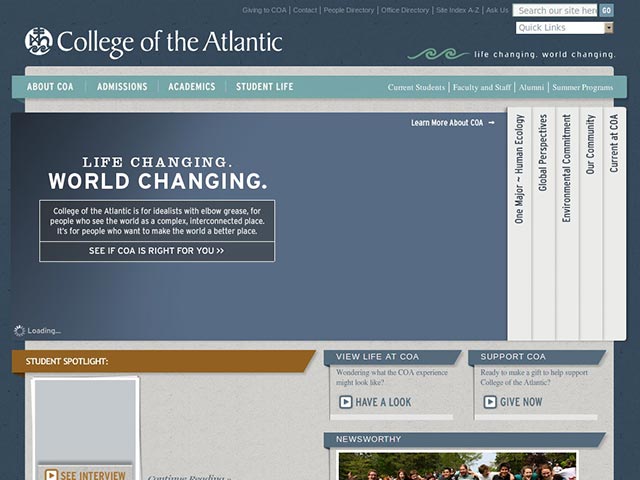 Giving to COA | Contact | People Directory | Office Directory | Site Index A-Z | Ask Us
Search our site here
GO
Quick Links
College of the Atlantic
life changing. world changing.
ABOUT COA
ADMISSIONS
ACADEMICS
STUDENT LIFE
Current Students | Faculty and Staff | Alumni | Summer Programs
Learn More About COA →
LIFE CHANGING.
WORLD CHANGING.
College of the Atlantic is for idealists with elbow grease, for
people who see the world as a complex, interconnected place.
It's for people who want to make the world a better place.
SEE IF COA IS RIGHT FOR YOU >>
One Major ~ Human Ecology
Global Perspectives
Environmental Commitment
Our Community
Current at COA
Loading...
STUDENT SPOTLIGHT:
SEE INTERVIEW
Continue Reading »
VIEW LIFE AT COA
Wondering what the COA experience
might look like?
HAVE A LOOK
SUPPORT COA
Ready to make a gift to help support
College of the Atlantic?
GIVE NOW
NEWSWORTHY